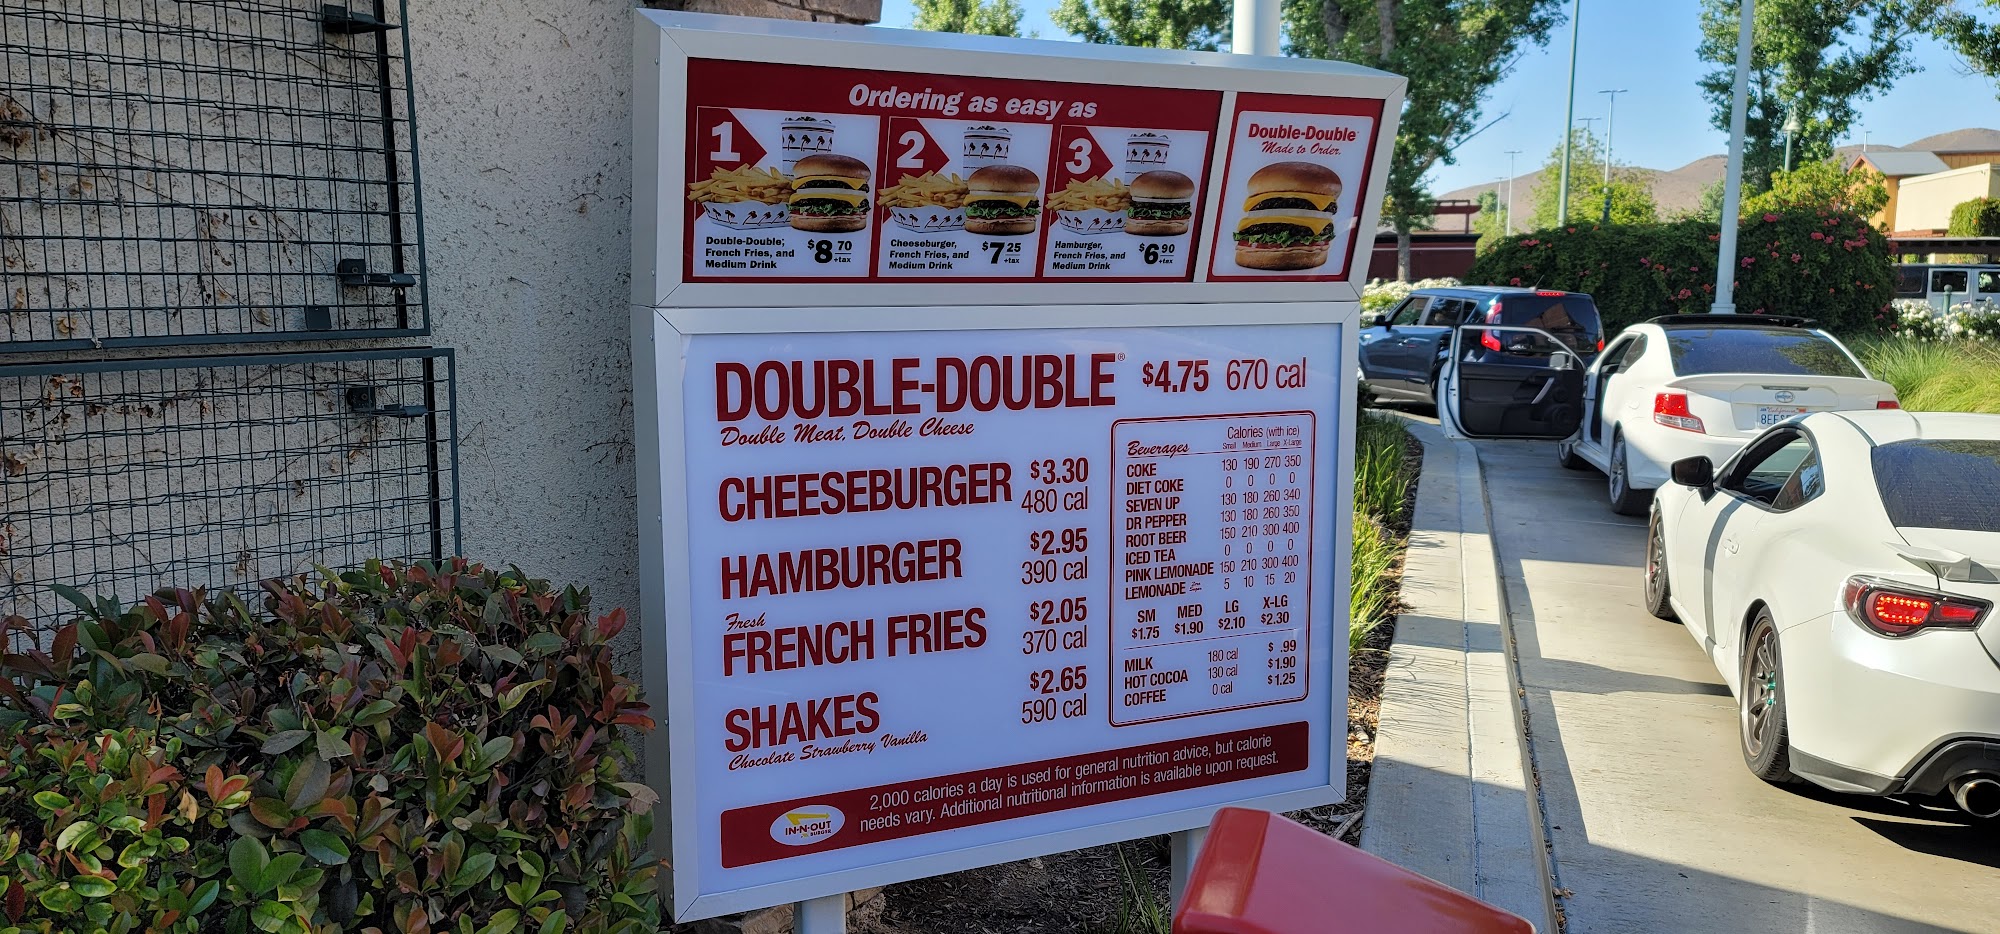 Ordering as easy as
1
Double-Double,
French Fries, and
Medium Drink
$8 70
+tax
2
Cheeseburger,
French Fries, and
Medium Drink
$7 25
+tax
3
Hamburger,
French Fries, and
Medium Drink
$6 90
+tax
Double-Double
Made to Order.
DOUBLE-DOUBLE® $4.75 670 cal
Double Meat, Double Cheese
CHEESEBURGER $3.30
480 cal
HAMBURGER $2.95
390 cal
Fresh
FRENCH FRIES $2.05
370 cal
SHAKES $2.65
590 cal
Chocolate Strawberry Vanilla
Beverages Calories (with ice)
Small Medium Large X-Large
COKE 130 190 270 350
DIET COKE 0 0 0 0
SEVEN UP 130 180 260 340
DR PEPPER 130 180 260 350
ROOT BEER 150 210 300 400
ICED TEA 0 0 0 0
PINK LEMONADE 150 210 300 400
LEMONADE 5 10 15 20
SM MED LG X-LG
$1.75 $1.90 $2.10 $2.30
MILK 180 cal $ .99
HOT COCOA 130 cal $1.90
COFFEE 0 cal $1.25
IN-N-OUT
BURGER
2,000 calories a day is used for general nutrition advice, but calorie
needs vary. Additional nutritional information is available upon request.